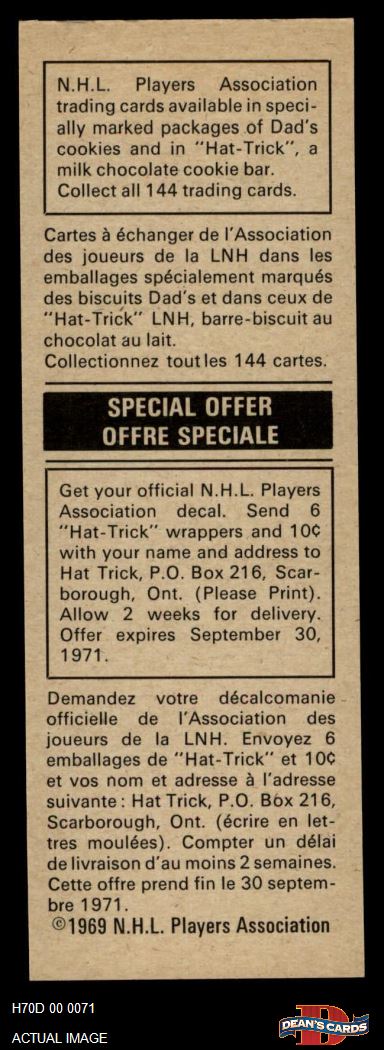 N.H.L. Players Association
trading cards available in speci-
ally marked packages of Dad's
cookies and in "Hat-Trick", a
milk chocolate cookie bar.
Collect all 144 trading cards.
Cartes à échanger de l'Association
des joueurs de la LNH dans les
emballages spécialement marqués
des biscuits Dad's et dans ceux de
"Hat-Trick" LNH, barre-biscuit au
chocolat au lait.
Collectionnez toutles 144 cartes.
SPECIAL OFFER
OFFRE SPECIALE
Get your official N.H.L. Players
Association decal. Send 6
"Hat-Trick" wrappers and 10¢
with your name and address to
Hat Trick, P.O. Box 216, Scar-
borough, Ont. (Please Print).
Allow 2 weeks for delivery.
Offer expires September 30,
1971.
Demandez votre décalcomanie
officielle de l'Association des
joueurs de la LNH. Envoyez 6
emballages de "Hat-Trick" et 10¢
et vos nom et adresse à l'adresse
suivante: Hat Trick, P.O. Box 216,
Scarborough, Ont. (écrire en let-
tres moulées). Compter un délai
de livraison d'au moins 2 semaines.
Cette offre prend fin le 30 septem-
bre 1971.
©1969 N.H.L. Players Association
H70D 00 0071
ACTUAL IMAGE
D
DEAN'S CARDS